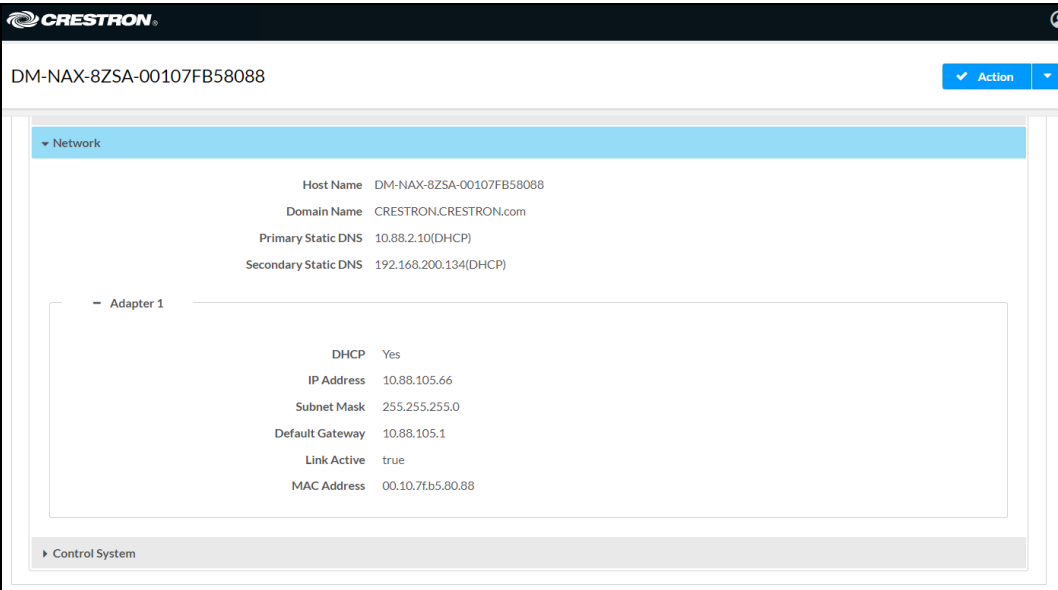 CRESTRON®
DM-NAX-8ZSA-00107FB58088
Action
Network
Host Name DM-NAX-8ZSA-00107FB58088
Domain Name CRESTRON.CRESTRON.com
Primary Static DNS 10.88.2.10(DHCP)
Secondary Static DNS 192.168.200.134(DHCP)
Adapter 1
DHCP Yes
IP Address 10.88.105.66
Subnet Mask 255.255.255.0
Default Gateway 10.88.105.1
Link Active true
MAC Address 00.10.7f.b5.80.88
Control System